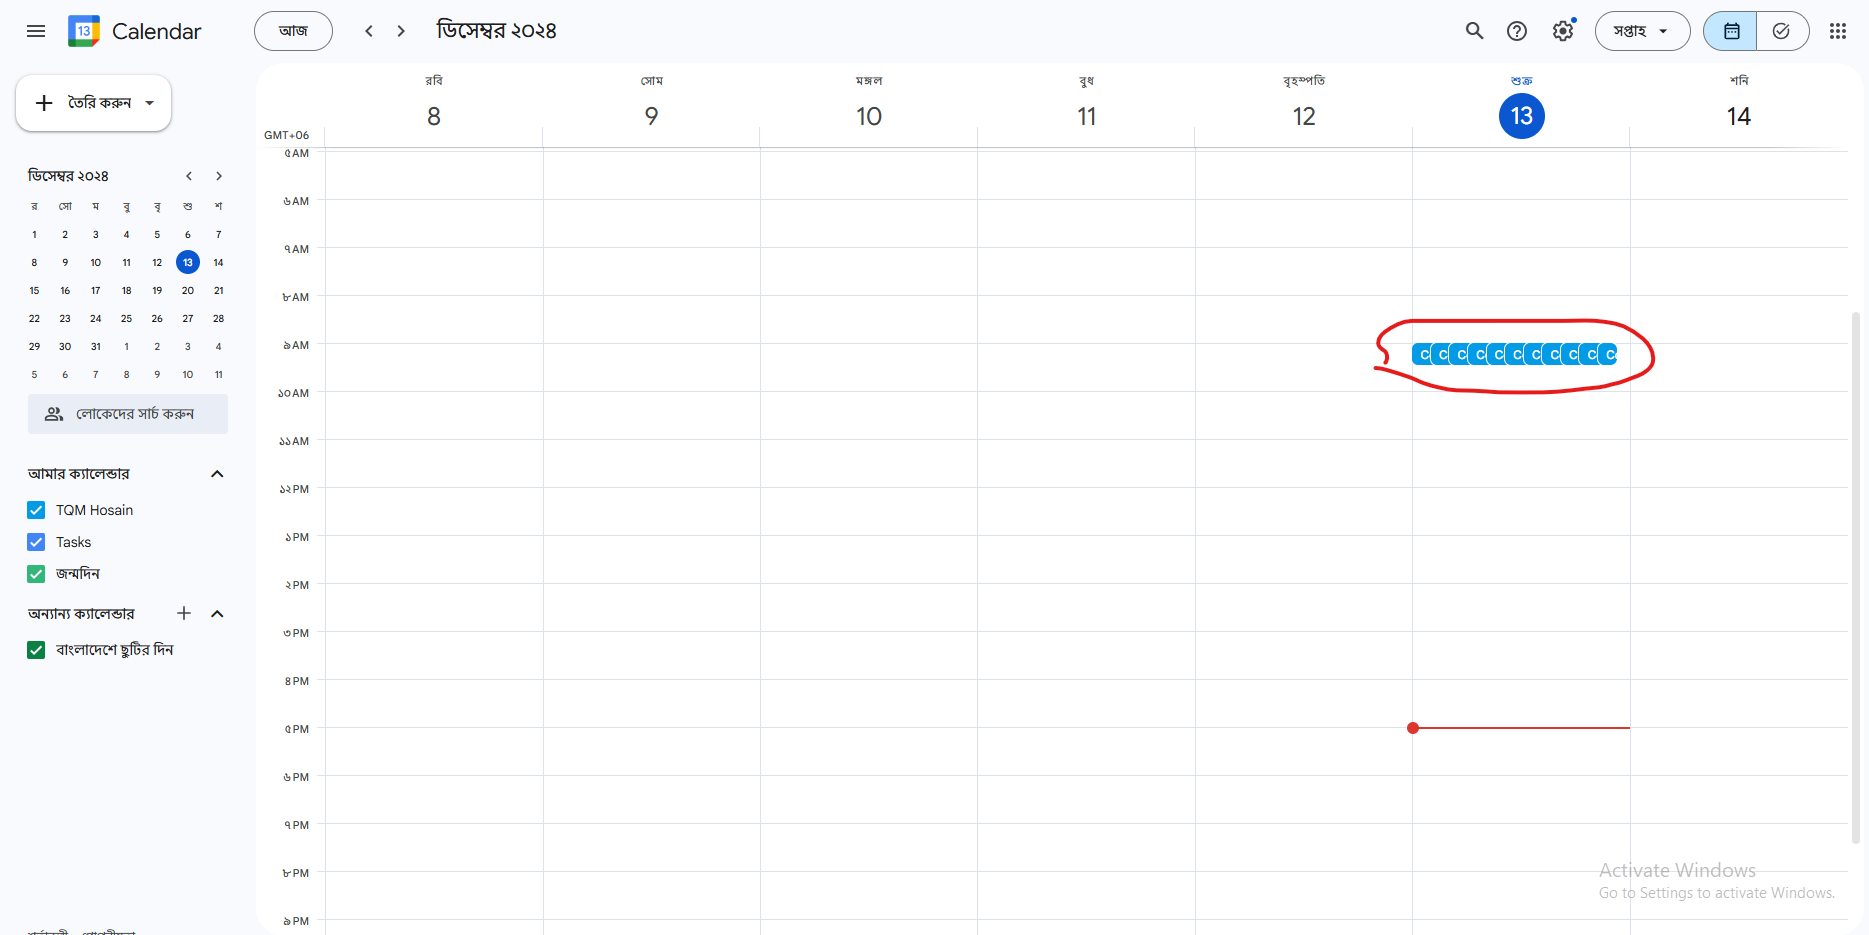 13 Calendar আজ ডিসেম্বর ২০২৪ সপ্তাহ
তৈরি করুন
ডিসেম্বর ২০২৪
র সো ম বু বৃ শু শ
1 2 3 4 5 6 7
8 9 10 11 12 13 14
15 16 17 18 19 20 21
22 23 24 25 26 27 28
29 30 31 1 2 3 4
5 6 7 8 9 10 11
লোকেদের সার্চ করুন
আমার ক্যালেন্ডার
TQM Hosain
Tasks
জন্মদিন
অন্যান্য ক্যালেন্ডার
বাংলাদেশে ছুটির দিন
রবি সোম মঙ্গল বুধ বৃহস্পতি শুক্র শনি
8 9 10 11 12 13 14
GMT+06
৫AM
৬AM
৭AM
৮AM
৯AM
C C C C C C C C C C C
১০AM
১১AM
১২PM
১PM
২PM
৩PM
৪PM
৫PM
৬PM
৭PM
৮PM
৯PM
Activate Windows
Go to Settings to activate Windows.